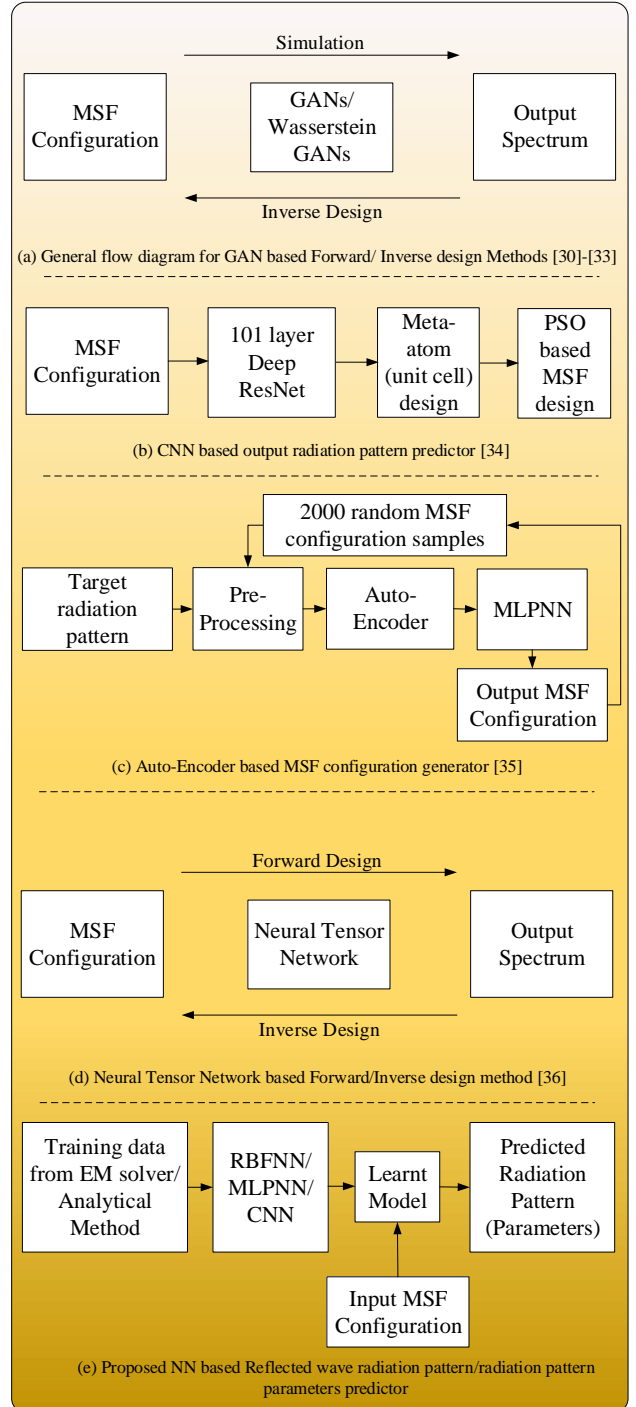 Simulation
MSF
Configuration
GANs/
Wasserstein
GANs
Output
Spectrum
Inverse Design
(a) General flow diagram for GAN based Forward/ Inverse design Methods [30]-[33)
MSF
Configuration
101 layer
Deep
ResNet
Meta-
atom
(unit cell)
design
PSO
based
MSF
design
(b) CNN based output radiation pattern predictor [34]
2000 random MSF
configuration samples
Target
radiation
pattern
Pre-
Processing
Auto-
Encoder
MLPNN
Output MSF
Configuration
(c) Auto-Encoder based MSF configuration generator [35]
Forward Design
MSF
Configuration
Neural Tensor
Network
Output
Spectrum
Inverse Design
(d) Neural Tensor Network based Forward/Inverse design method [36]
Training data
from EM solver/
Analytical
Method
RBFNN/
MLPNN/
CNN
Learnt
Model
Predicted
Radiation
Pattern
(Parameters)
Input MSF
Configuration
(e) Proposed NN based Reflected wave radiation pattern/radiation pattern
parameters predictor